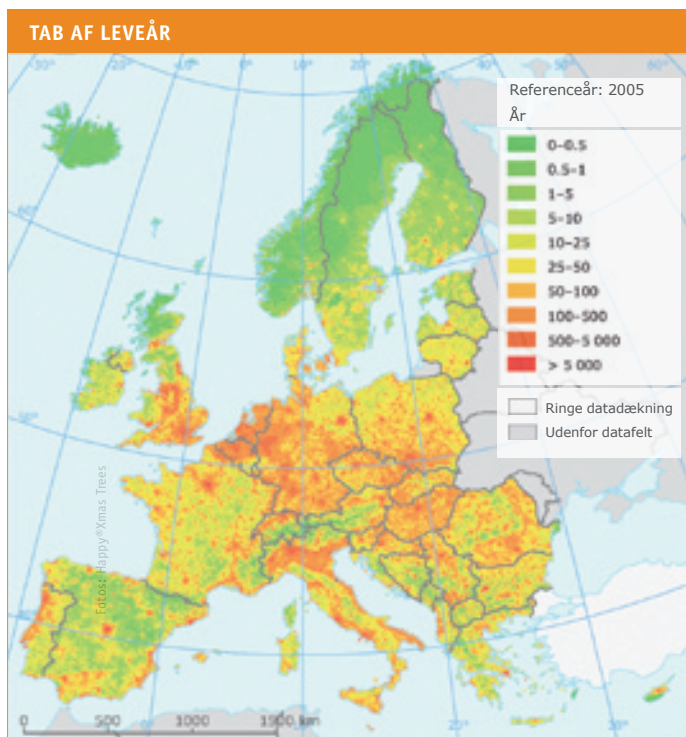 TAB AF LEVEÅR
Referenceår: 2005
År
0–0.5
0.5–1
1–5
5–10
10–25
25–50
50–100
100–500
500–5 000
> 5 000
Ringe datadækning
Udenfor datafelt
Fotos: Happy®Xmas Trees
0 500 1000 1500 km